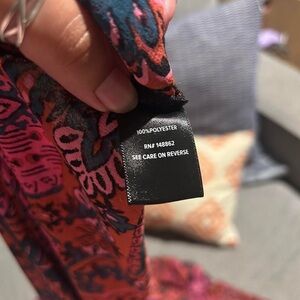 100%POLYESTER
RN# 148862
SEE CARE ON REVERSE